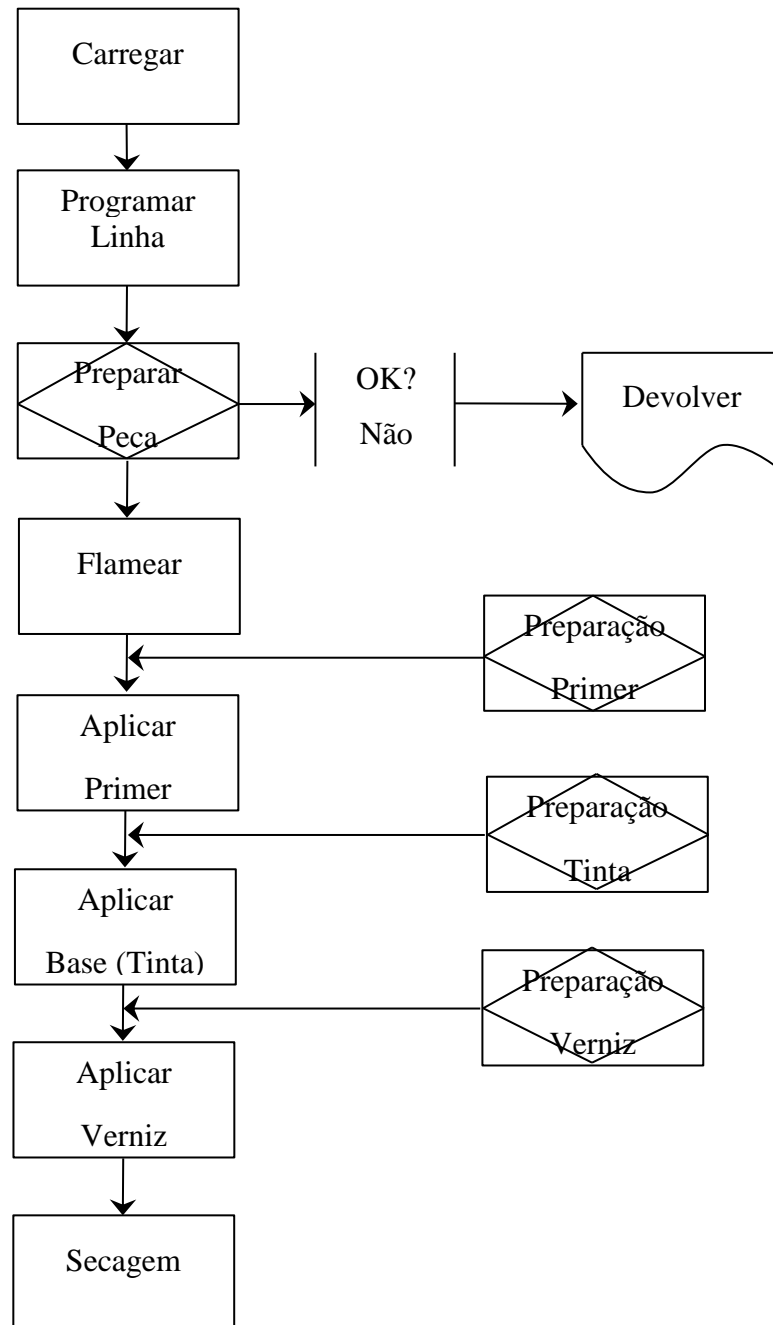 Carregar
Programar
Linha
Preparar
Peca
OK?
Não
Devolver
Flamear
Preparação
Primer
Aplicar
Primer
Preparação
Tinta
Aplicar
Base (Tinta)
Preparação
Verniz
Aplicar
Verniz
Secagem